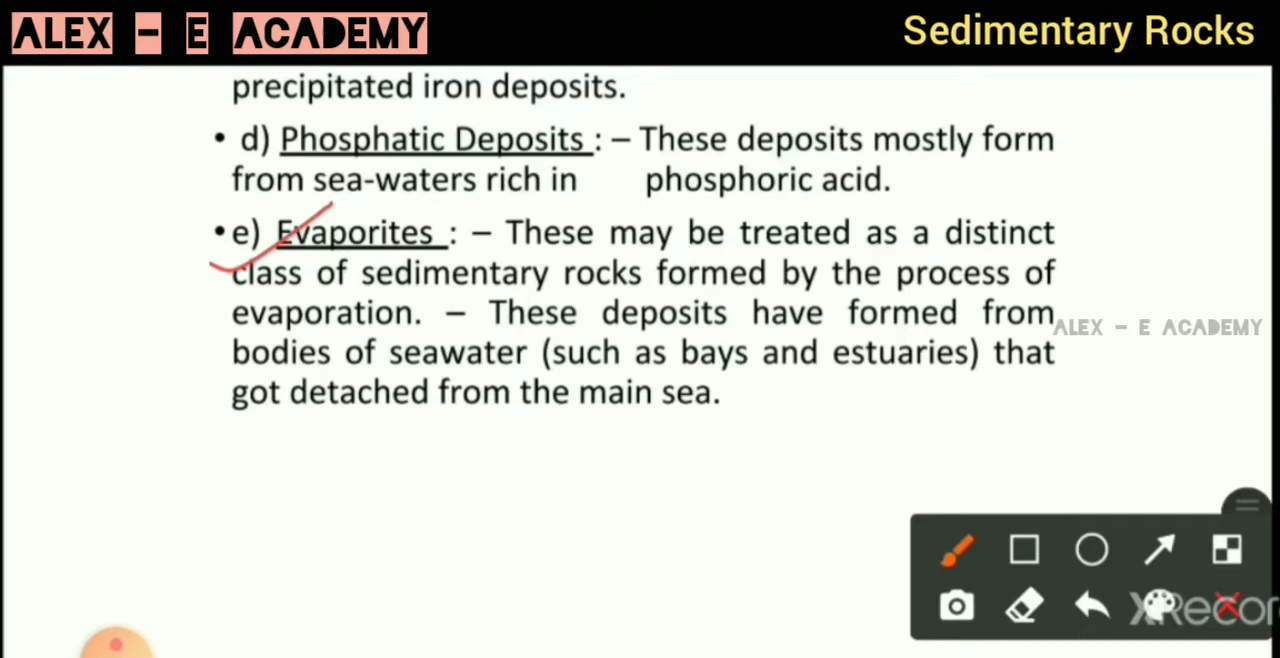 ALEX – E ACADEMY
Sedimentary Rocks
precipitated iron deposits.
• d) Phosphatic Deposits : – These deposits mostly form
from sea-waters rich in phosphoric acid.
• e) Evaporites : – These may be treated as a distinct
class of sedimentary rocks formed by the process of
evaporation. – These deposits have formed from
bodies of seawater (such as bays and estuaries) that
got detached from the main sea.
ALEX – E ACADEMY
XRecor